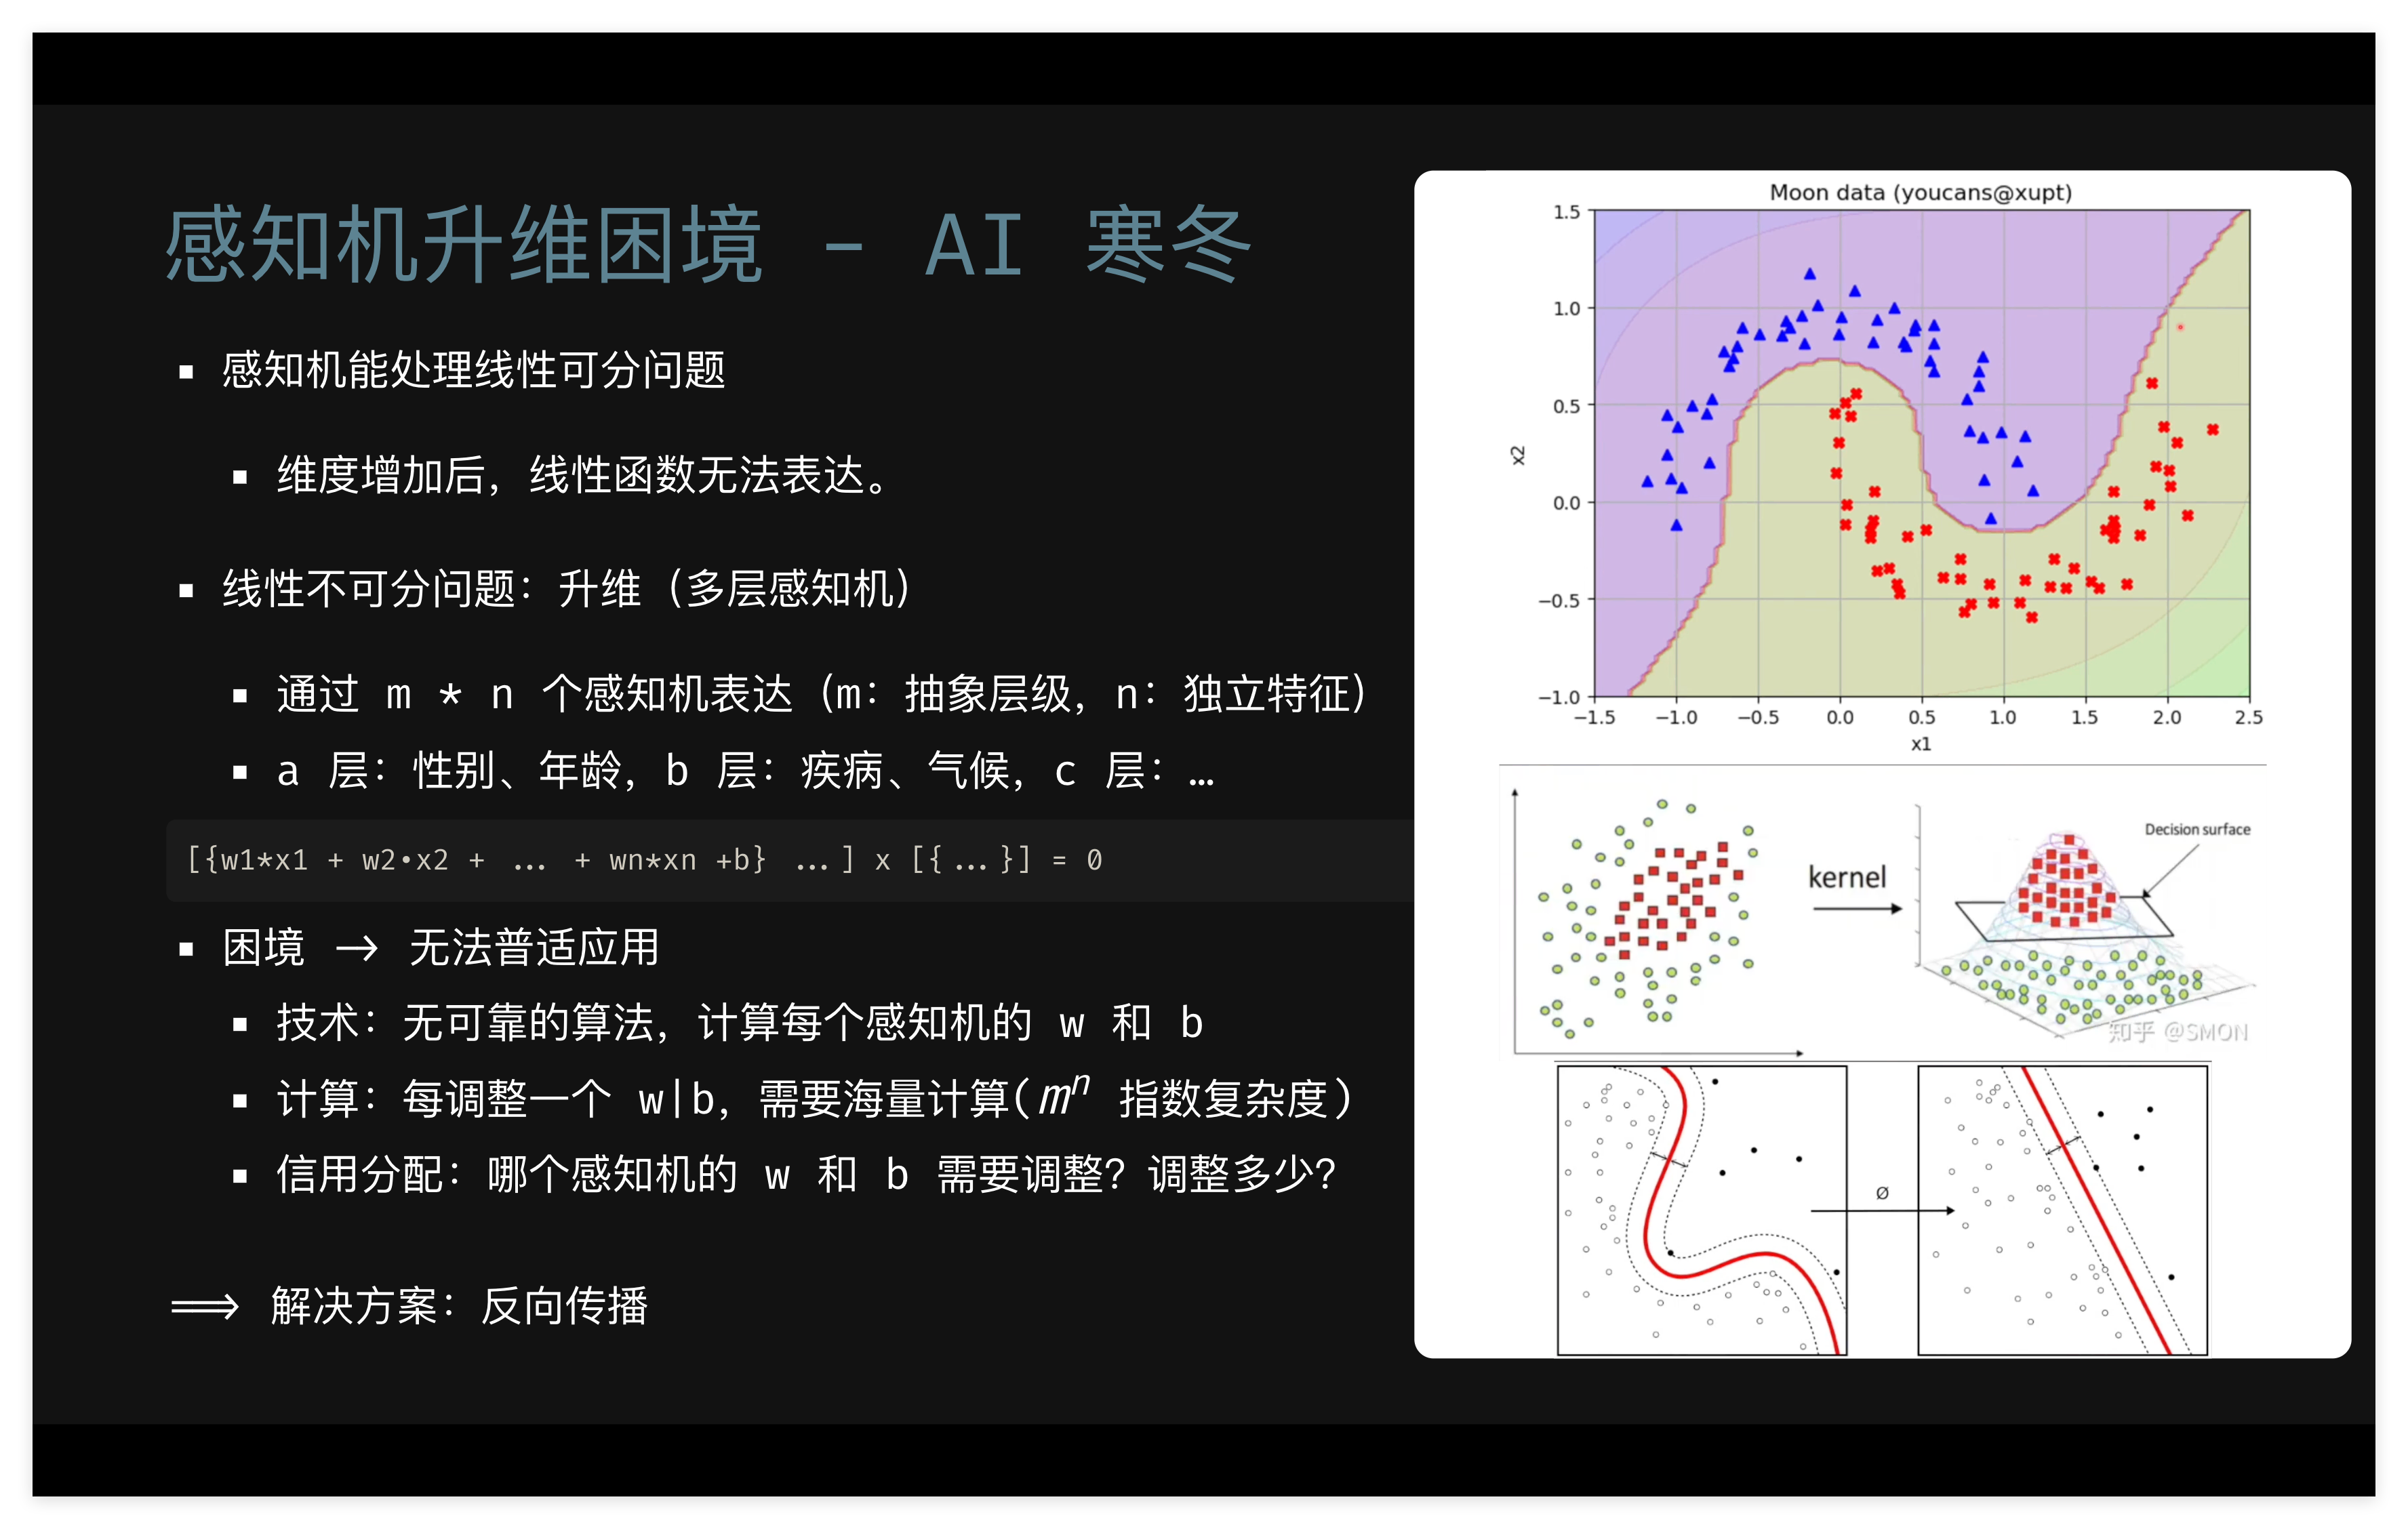 感知机升维困境 - AI 寒冬
▪ 感知机能处理线性可分问题
▪ 维度增加后，线性函数无法表达。
▪ 线性不可分问题：升维（多层感知机）
▪ 通过 m * n 个感知机表达（m：抽象层级，n：独立特征）
▪ a 层：性别、年龄，b 层：疾病、气候，c 层：…
[{w1*x1 + w2•x2 + ... + wn*xn +b} ...] x [{...}] = 0
▪ 困境 → 无法普适应用
▪ 技术：无可靠的算法，计算每个感知机的 w 和 b
▪ 计算：每调整一个 w|b，需要海量计算(mⁿ 指数复杂度)
▪ 信用分配：哪个感知机的 w 和 b 需要调整？调整多少？
⟹ 解决方案：反向传播
Moon data (youcans@xupt)
1.5
1.0
0.5
0.0
−0.5
−1.0
x2
−1.5 −1.0 −0.5 0.0 0.5 1.0 1.5 2.0 2.5
x1
kernel
Decision surface
知乎 @SMON
Ø